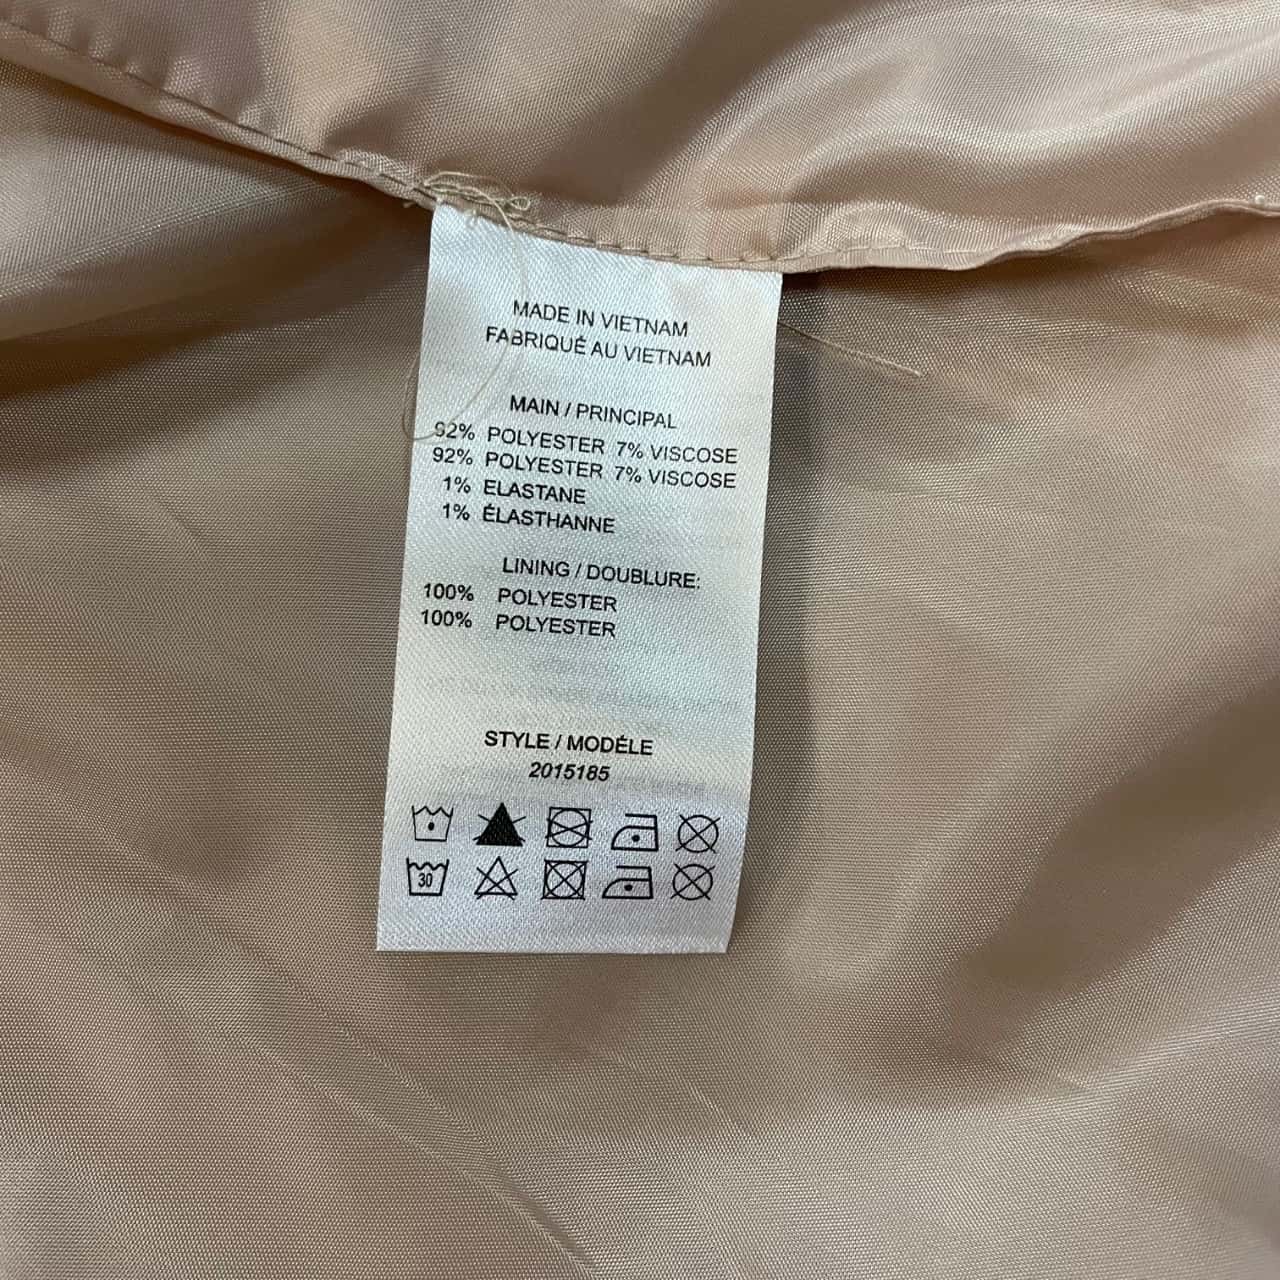 MADE IN VIETNAM
FABRIQUÉ AU VIETNAM
MAIN / PRINCIPAL
92% POLYESTER 7% VISCOSE
92% POLYESTER 7% VISCOSE
1% ELASTANE
1% ÉLASTHANNE
LINING / DOUBLURE:
100% POLYESTER
100% POLYESTER
STYLE / MODÉLE
2015185
30